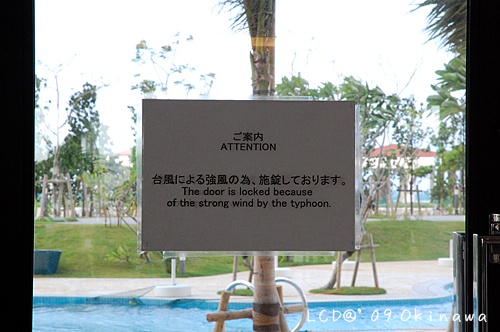 ご案内
ATTENTION
台風による強風の為、施錠しております。
The door is locked because
of the strong wind by the typhoon.
LCD@'09 Okinawa